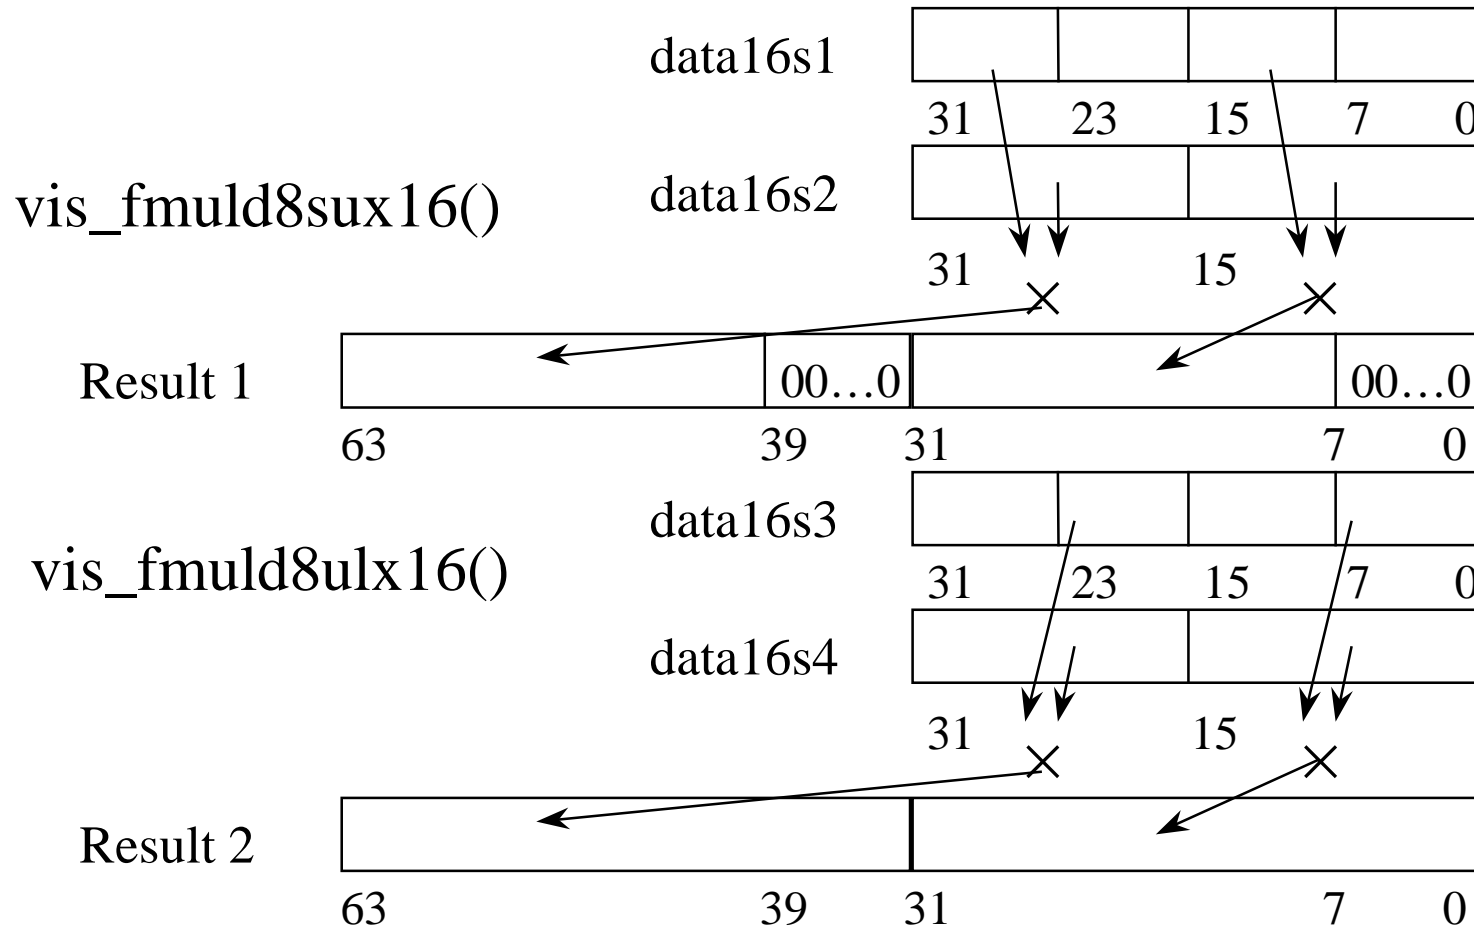 data16s1
31 23 15 7 0
vis_fmuld8sux16()
data16s2
31 15
Result 1
00...0 00...0
63 39 31 7 0
data16s3
31 23 15 7 0
vis_fmuld8ulx16()
data16s4
31 15
Result 2
63 39 31 7 0